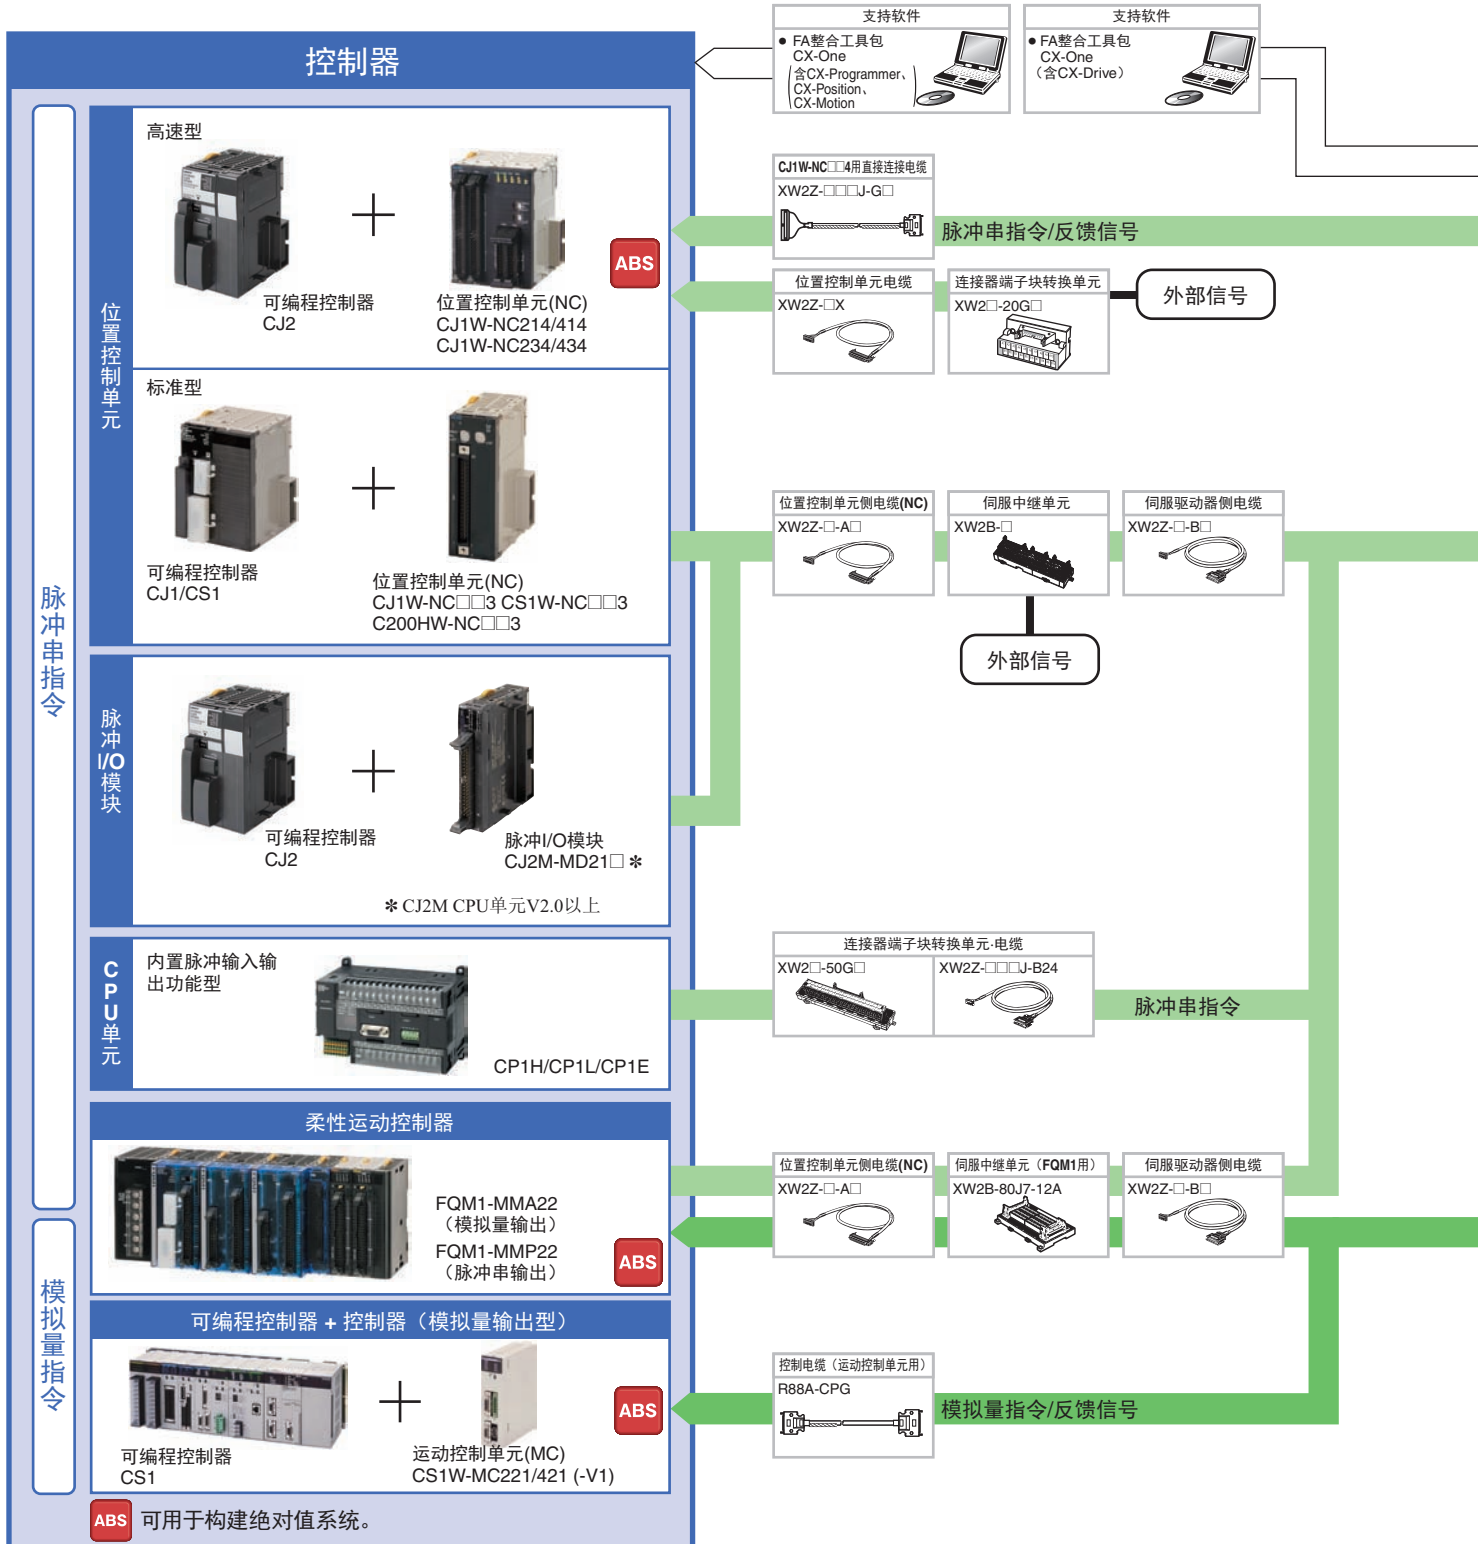 支持软件
● FA整合工具包
CX-One
(含CX-Programmer、
CX-Position、
CX-Motion)
支持软件
● FA整合工具包
CX-One
（含CX-Drive）
控制器
脉冲串指令
模拟量指令
位置控制单元
高速型
可编程控制器
CJ2
位置控制单元(NC)
CJ1W-NC214/414
CJ1W-NC234/434
ABS
CJ1W-NC□□4用直接连接电缆
XW2Z-□□□J-G□
脉冲串指令/反馈信号
位置控制单元电缆
XW2Z-□X
连接器端子块转换单元
XW2□-20G□
外部信号
标准型
可编程控制器
CJ1/CS1
位置控制单元(NC)
CJ1W-NC□□3 CS1W-NC□□3
C200HW-NC□□3
位置控制单元侧电缆(NC)
XW2Z-□-A□
伺服中继单元
XW2B-□
伺服驱动器侧电缆
XW2Z-□-B□
外部信号
脉冲I/O模块
可编程控制器
CJ2
脉冲I/O模块
CJ2M-MD21□ ✻
✻ CJ2M CPU单元V2.0以上
CPU单元
内置脉冲输入输
出功能型
CP1H/CP1L/CP1E
连接器端子块转换单元·电缆
XW2□-50G□
XW2Z-□□□J-B24
脉冲串指令
柔性运动控制器
FQM1-MMA22
（模拟量输出）
FQM1-MMP22
（脉冲串输出）
ABS
位置控制单元侧电缆(NC)
XW2Z-□-A□
伺服中继单元（FQM1用）
XW2B-80J7-12A
伺服驱动器侧电缆
XW2Z-□-B□
可编程控制器 + 控制器（模拟量输出型）
可编程控制器
CS1
运动控制单元(MC)
CS1W-MC221/421 (-V1)
ABS
控制电缆（运动控制单元用）
R88A-CPG
模拟量指令/反馈信号
ABS 可用于构建绝对值系统。